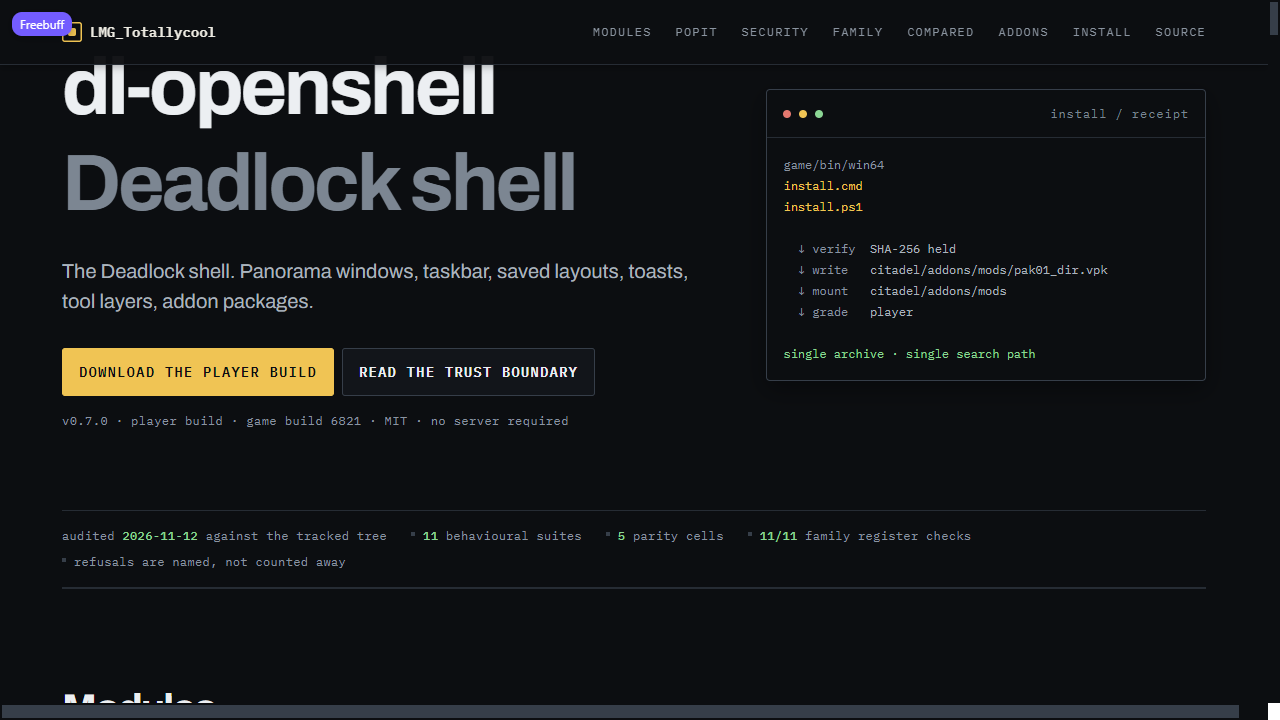 Freebuff
LMG_Totallycool
MODULES POPIT SECURITY FAMILY COMPARED ADDONS INSTALL SOURCE
dl-openshell
Deadlock shell
The Deadlock shell. Panorama windows, taskbar, saved layouts, toasts,
tool layers, addon packages.
DOWNLOAD THE PLAYER BUILD
READ THE TRUST BOUNDARY
v0.7.0 · player build · game build 6821 · MIT · no server required
install / receipt
game/bin/win64
install.cmd
install.ps1
↓ verify SHA-256 held
↓ write citadel/addons/mods/pak01_dir.vpk
↓ mount citadel/addons/mods
↓ grade player
single archive · single search path
audited 2026-11-12 against the tracked tree
11 behavioural suites
5 parity cells
11/11 family register checks
refusals are named, not counted away
Modules